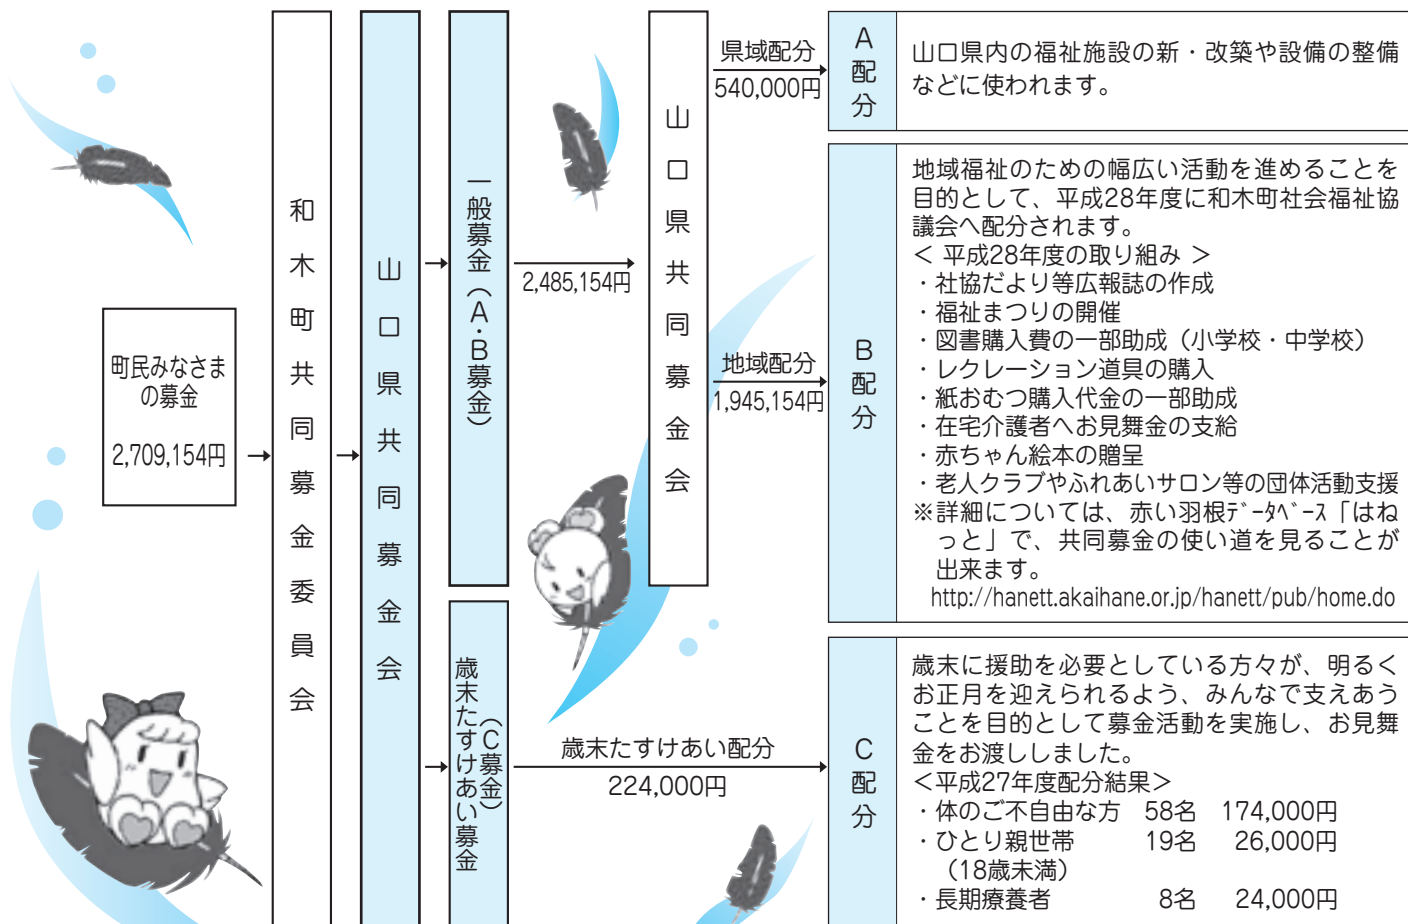 町民みなさま
の募金
2,709,154円
和木町共同募金委員会
山口県共同募金会
一般募金（A・B募金）
2,485,154円
山口県共同募金会
県域配分
540,000円
A配分
山口県内の福祉施設の新・改築や設備の整備
などに使われます。
地域配分
1,945,154円
B配分
地域福祉のための幅広い活動を進めることを
目的として、平成28年度に和木町社会福祉協
議会へ配分されます。
＜ 平成28年度の取り組み ＞
・社協だより等広報誌の作成
・福祉まつりの開催
・図書購入費の一部助成（小学校・中学校）
・レクレーション道具の購入
・紙おむつ購入代金の一部助成
・在宅介護者へお見舞金の支給
・赤ちゃん絵本の贈呈
・老人クラブやふれあいサロン等の団体活動支援
※詳細については、赤い羽根ﾃﾞｰﾀﾍﾞｰｽ「はね
っと」で、共同募金の使い道を見ることが
出来ます。
http://hanett.akaihane.or.jp/hanett/pub/home.do
歳末たすけあい募金
（C募金）
歳末たすけあい配分
224,000円
C配分
歳末に援助を必要としている方々が、明るく
お正月を迎えられるよう、みんなで支えあう
ことを目的として募金活動を実施し、お見舞
金をお渡ししました。
＜平成27年度配分結果＞
・体のご不自由な方 58名 174,000円
・ひとり親世帯 19名 26,000円
（18歳未満）
・長期療養者 8名 24,000円